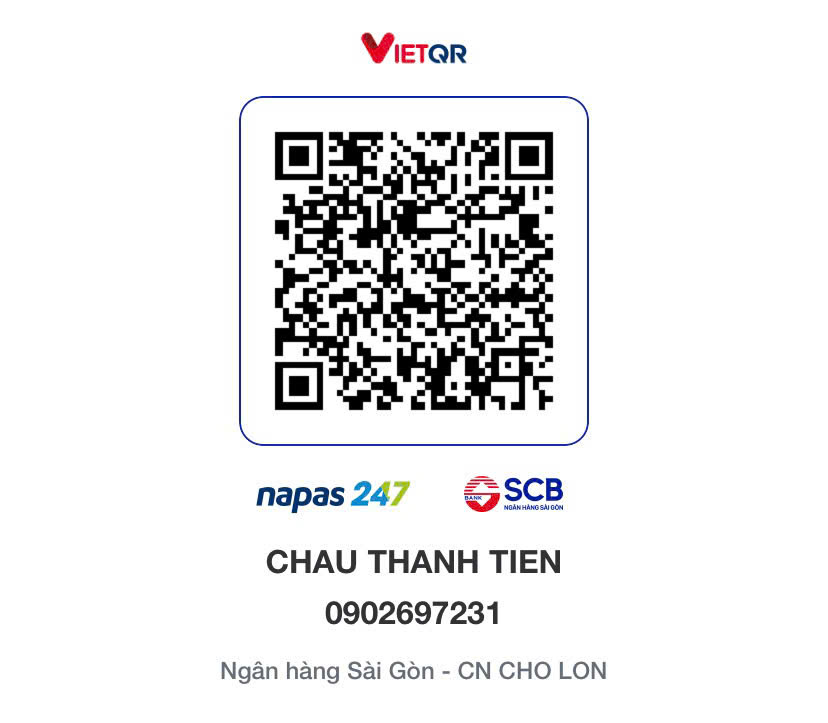 VIETQR
napas 247
BANK
SCB
NGÂN HÀNG SÀI GÒN
CHAU THANH TIEN
0902697231
Ngân hàng Sài Gòn - CN CHO LON